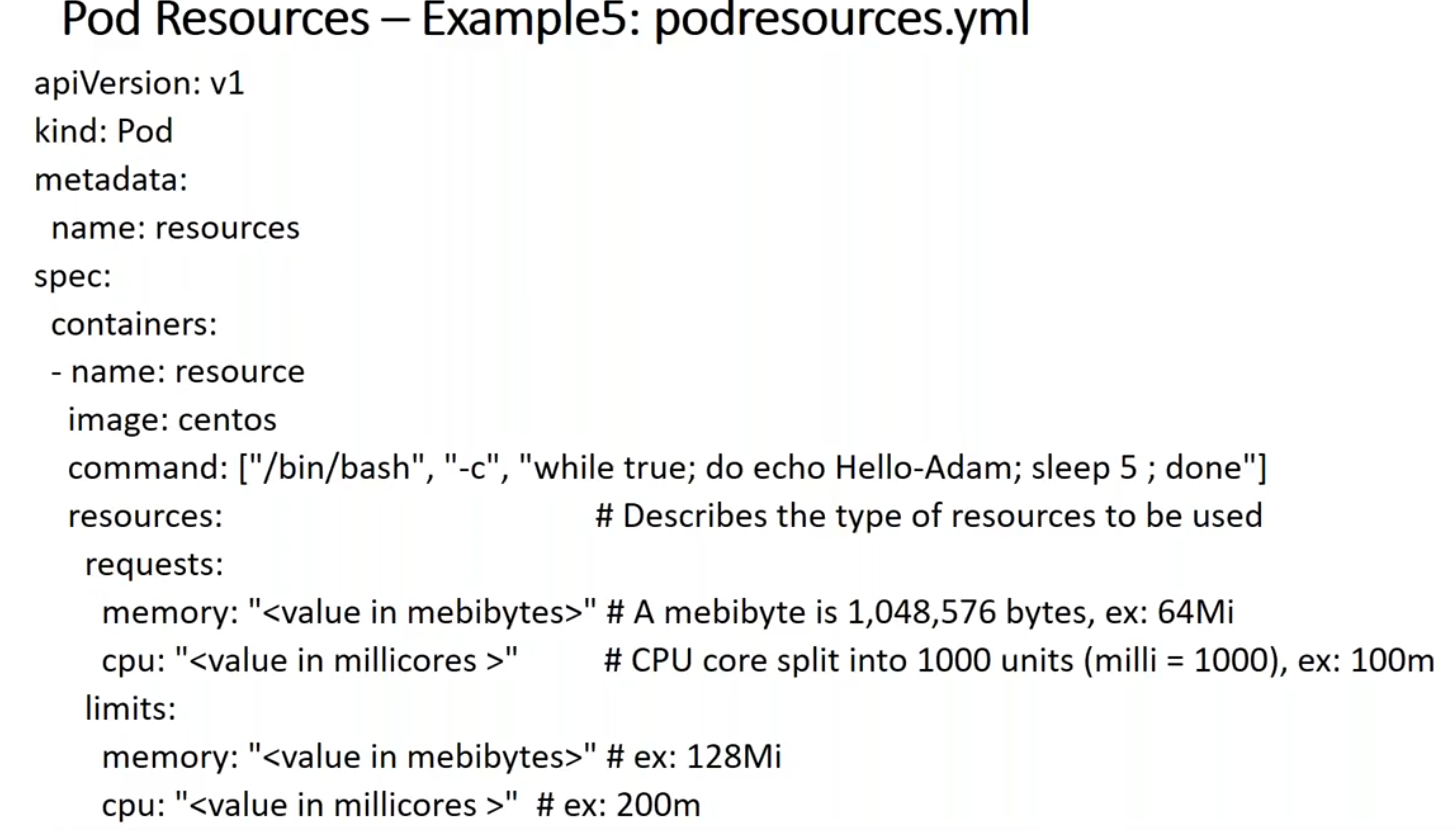 Pod Resources – Example5: podresources.yml
apiVersion: v1
kind: Pod
metadata:
  name: resources
spec:
  containers:
  - name: resource
    image: centos
    command: ["/bin/bash", "-c", "while true; do echo Hello-Adam; sleep 5 ; done"]
    resources: # Describes the type of resources to be used
      requests:
        memory: "<value in mebibytes>" # A mebibyte is 1,048,576 bytes, ex: 64Mi
        cpu: "<value in millicores >" # CPU core split into 1000 units (milli = 1000), ex: 100m
      limits:
        memory: "<value in mebibytes>" # ex: 128Mi
        cpu: "<value in millicores >" # ex: 200m